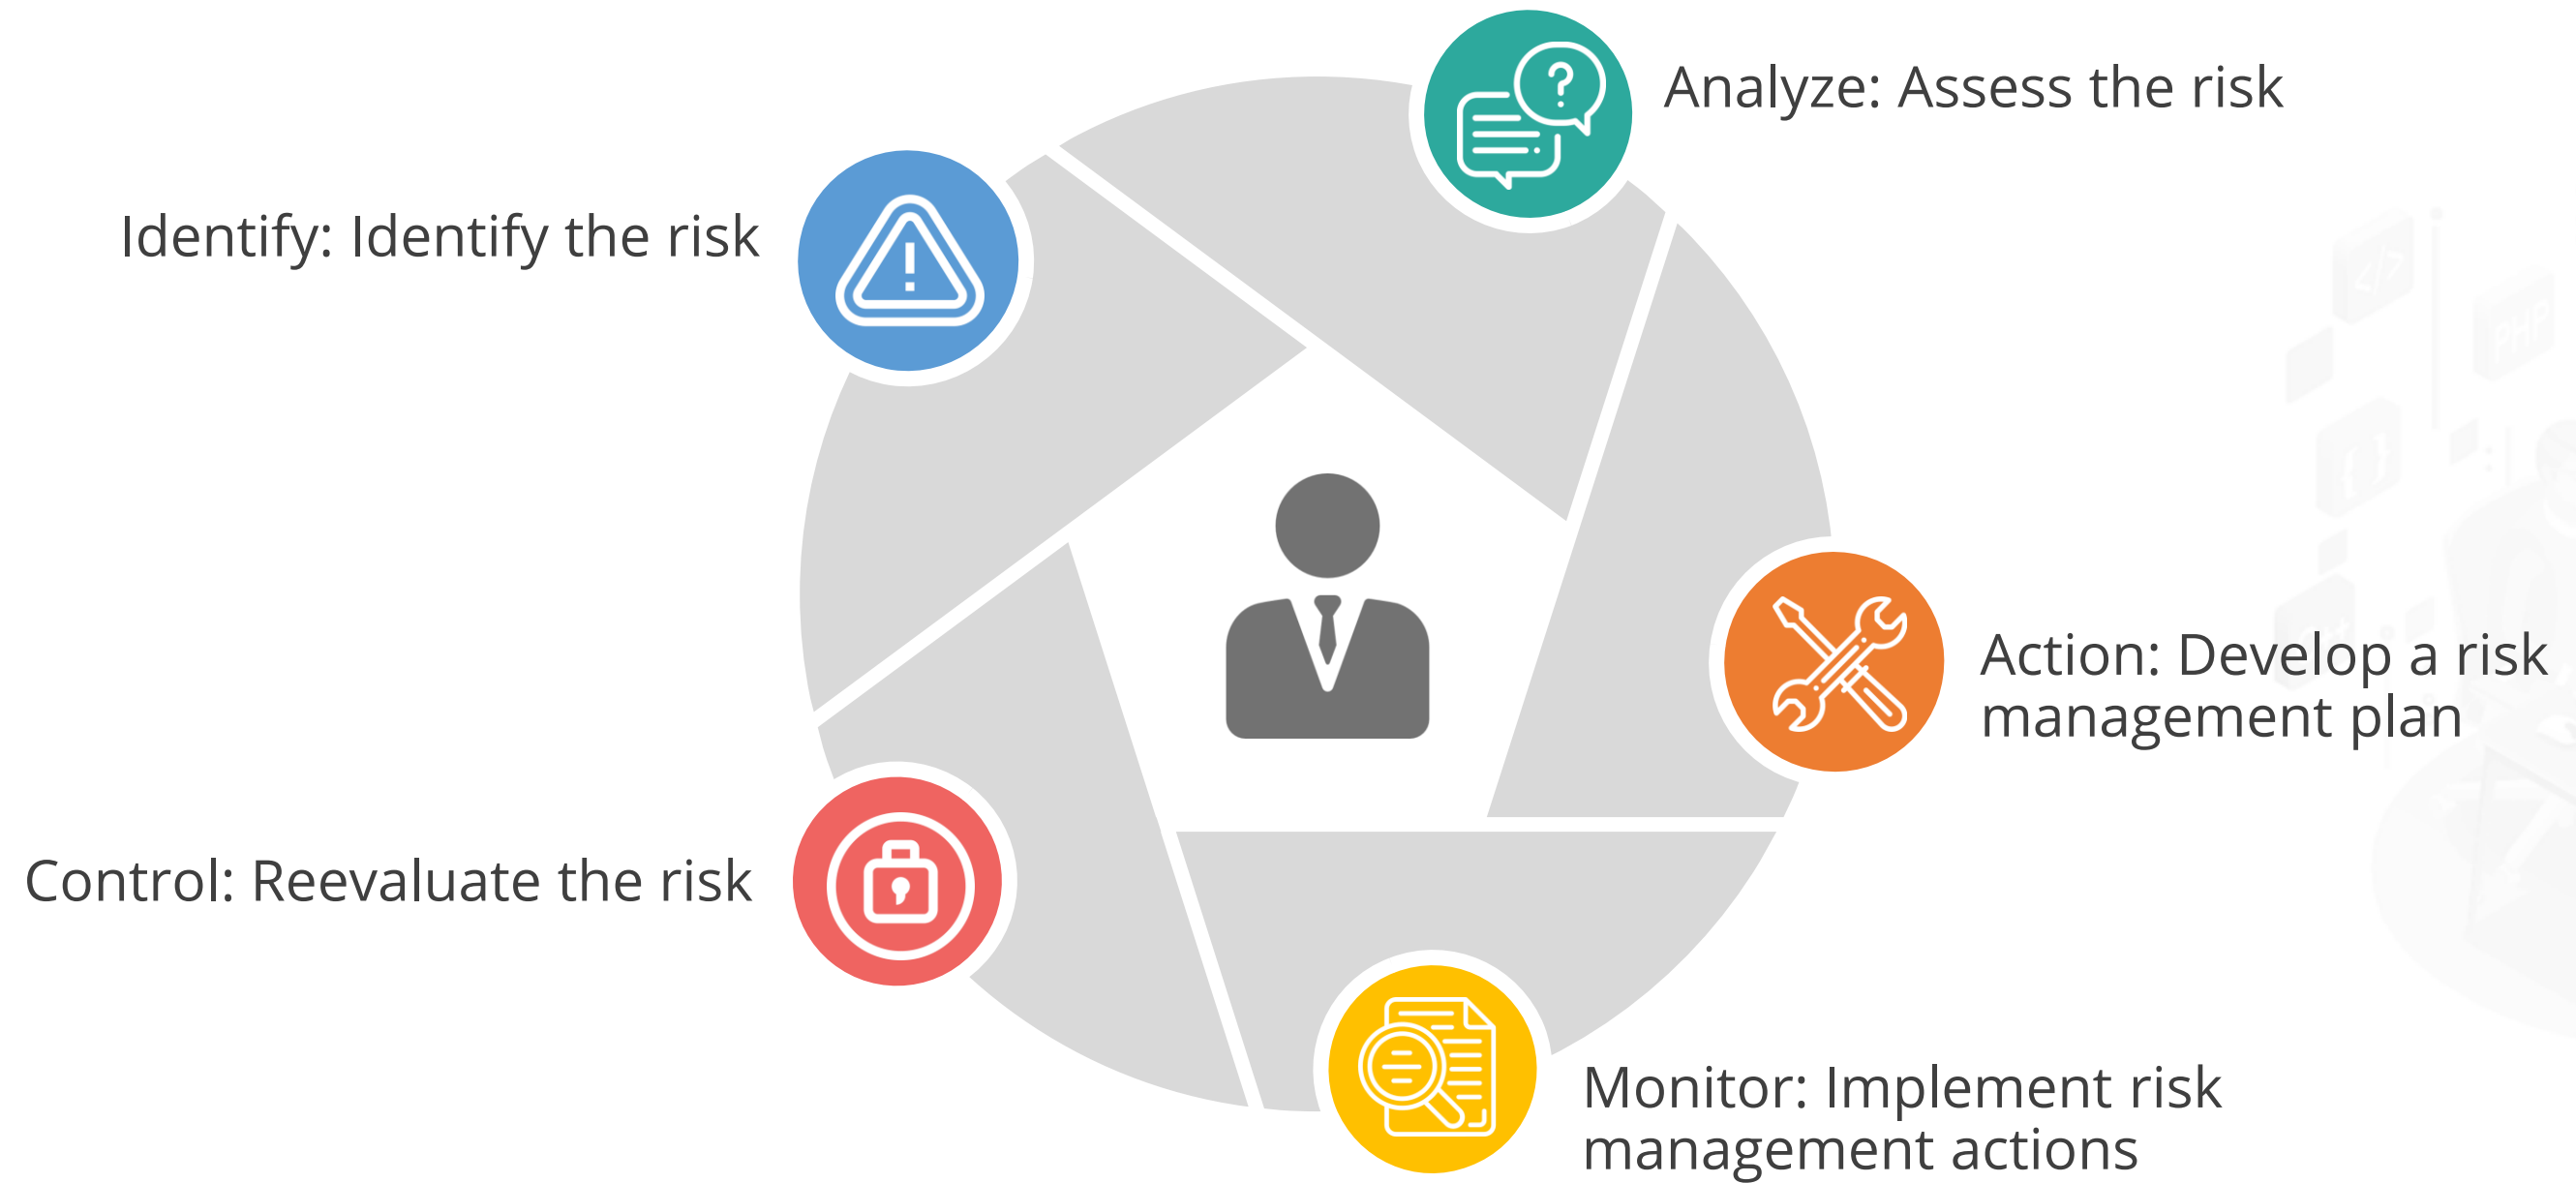 Analyze: Assess the risk
Identify: Identify the risk
Action: Develop a risk
management plan
Control: Reevaluate the risk
Monitor: Implement risk
management actions
</>
PHP
{ }